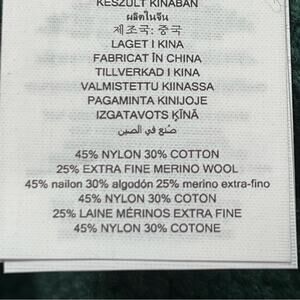 KÉSZÜLT KÍNÁBAN
ผลิตในจีน
제조국: 중국
LAGET I KINA
FABRICAT ÎN CHINA
TILLVERKAD I KINA
VALMISTETTU KIINASSA
PAGAMINTA KINIJOJE
IZGATAVOTS ĶĪNĀ
صُنع في الصين
45% NYLON 30% COTTON
25% EXTRA FINE MERINO WOOL
45% nailon 30% algodón 25% merino extra-fino
45% NYLON 30% COTON
25% LAINE MÉRINOS EXTRA FINE
45% NYLON 30% COTONE